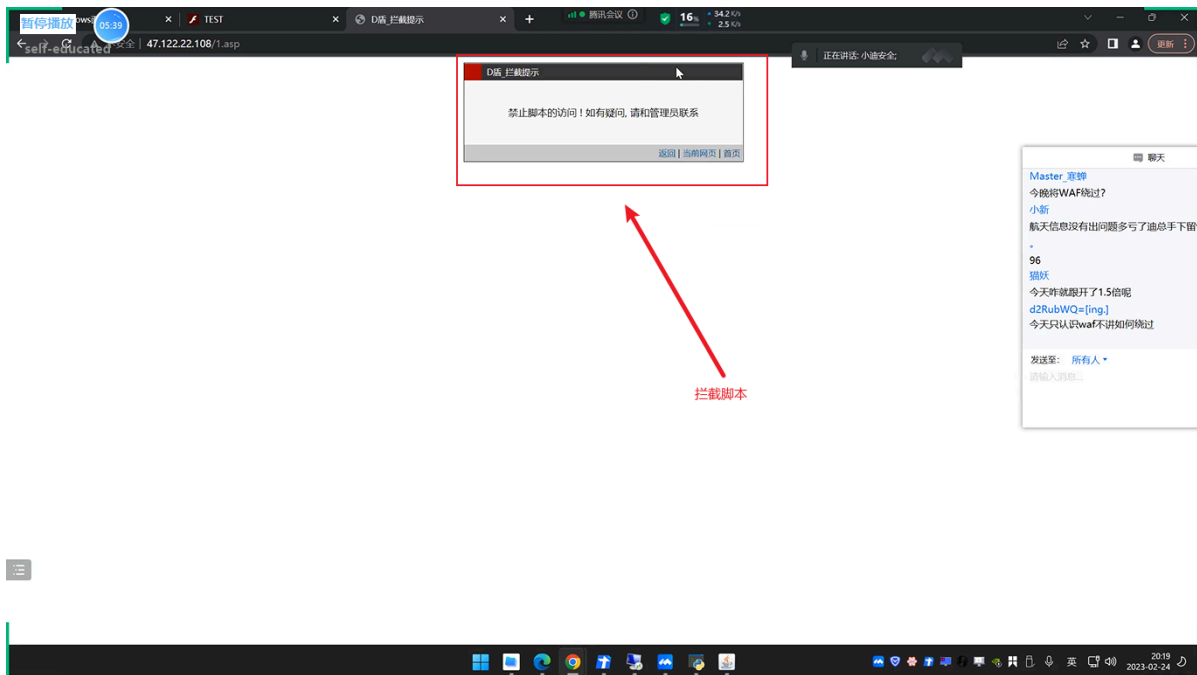 暂停播放
05:39
TEST
D盾_拦截提示
腾讯会议
16%
34.2K/s
2.5K/s
self-educated
安全
47.122.22.108/1.asp
更新
正在讲话: 小迪安全;
D盾_拦截提示
禁止脚本的访问！如有疑问, 请和管理员联系
返回 | 当前网页 | 首页
拦截脚本
聊天
Master_寒蝉
今晚将WAF绕过?
小新
航天信息没有出问题多亏了迪总手下留
。
96
猫妖
今天咋就跟开了1.5倍呢
d2RubWQ=[ing.]
今天只认识waf不讲如何绕过
发送至: 所有人
请输入消息...
英
20:19
2023-02-24